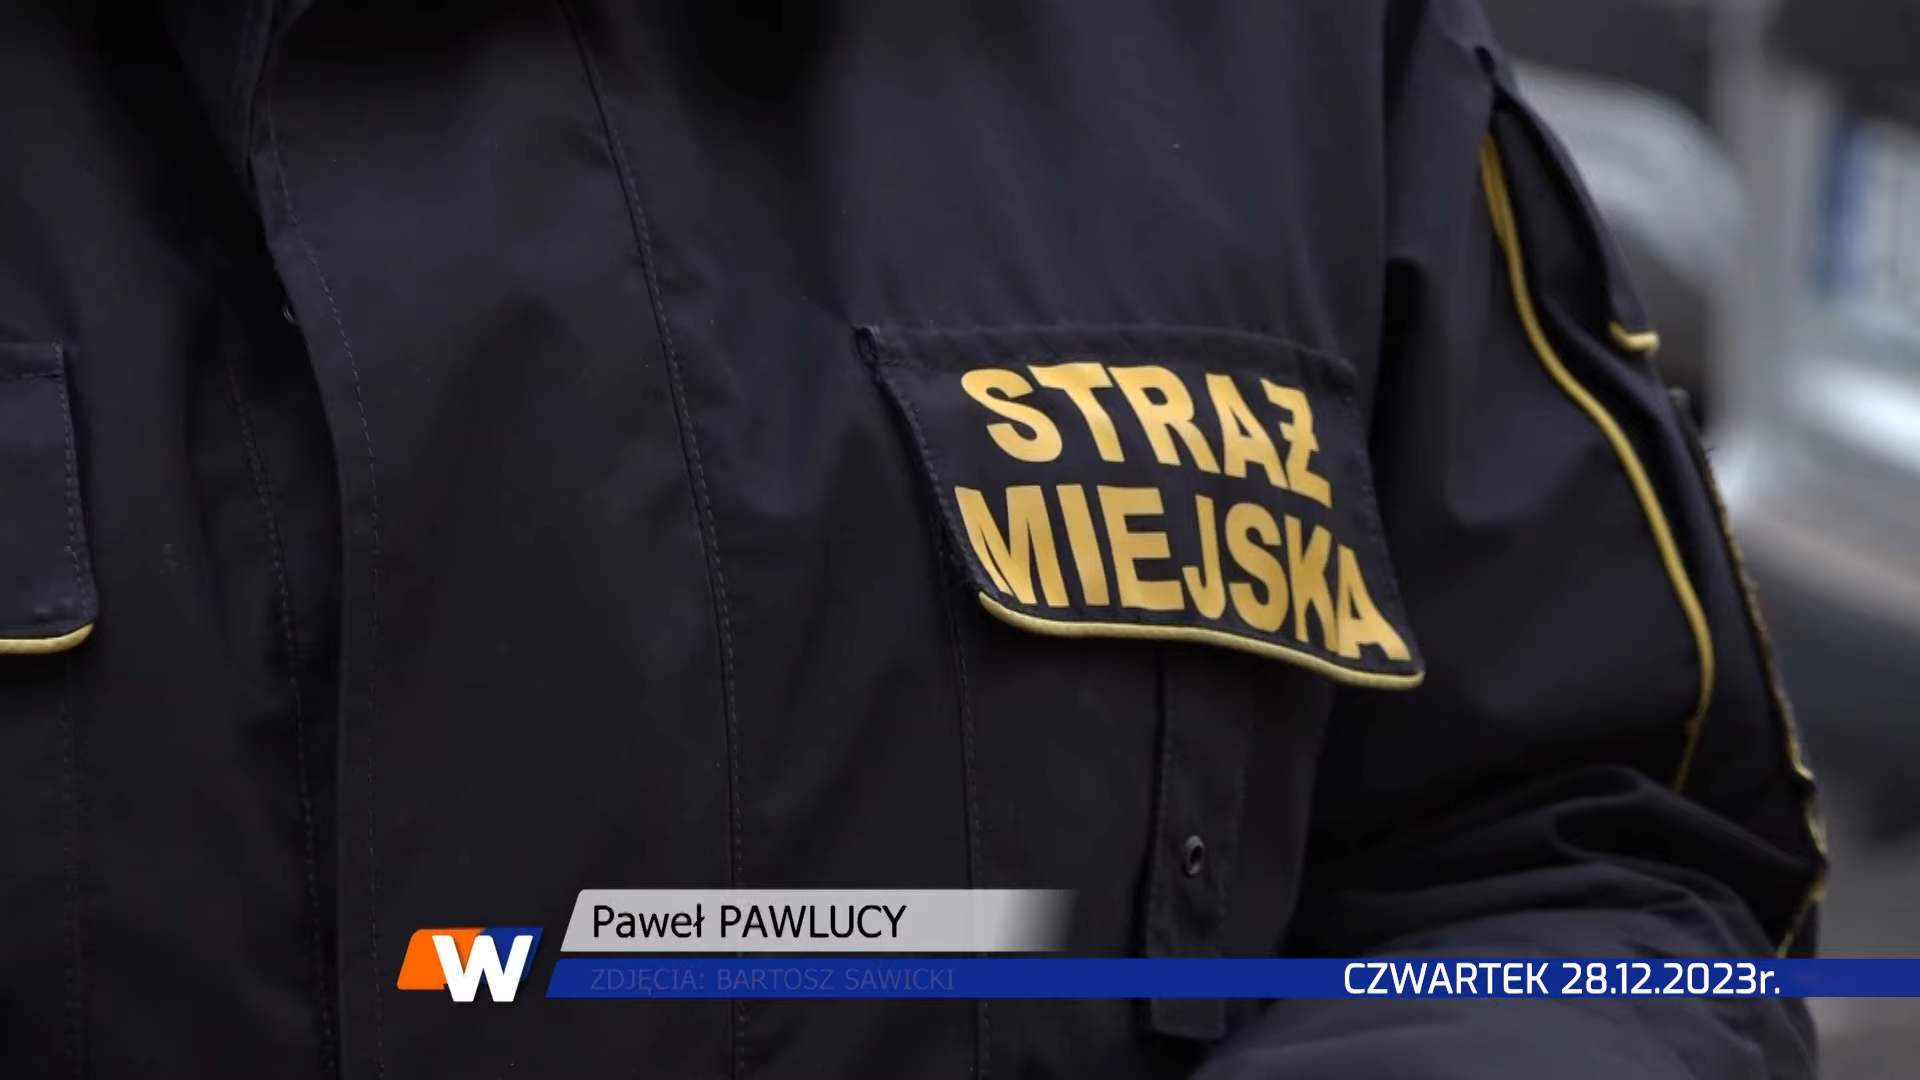 STRAŻ
MIEJSKA
Paweł PAWLUCY
W
ZDJĘCIA: BARTOSZ SAWICKI
CZWARTEK 28.12.2023r.